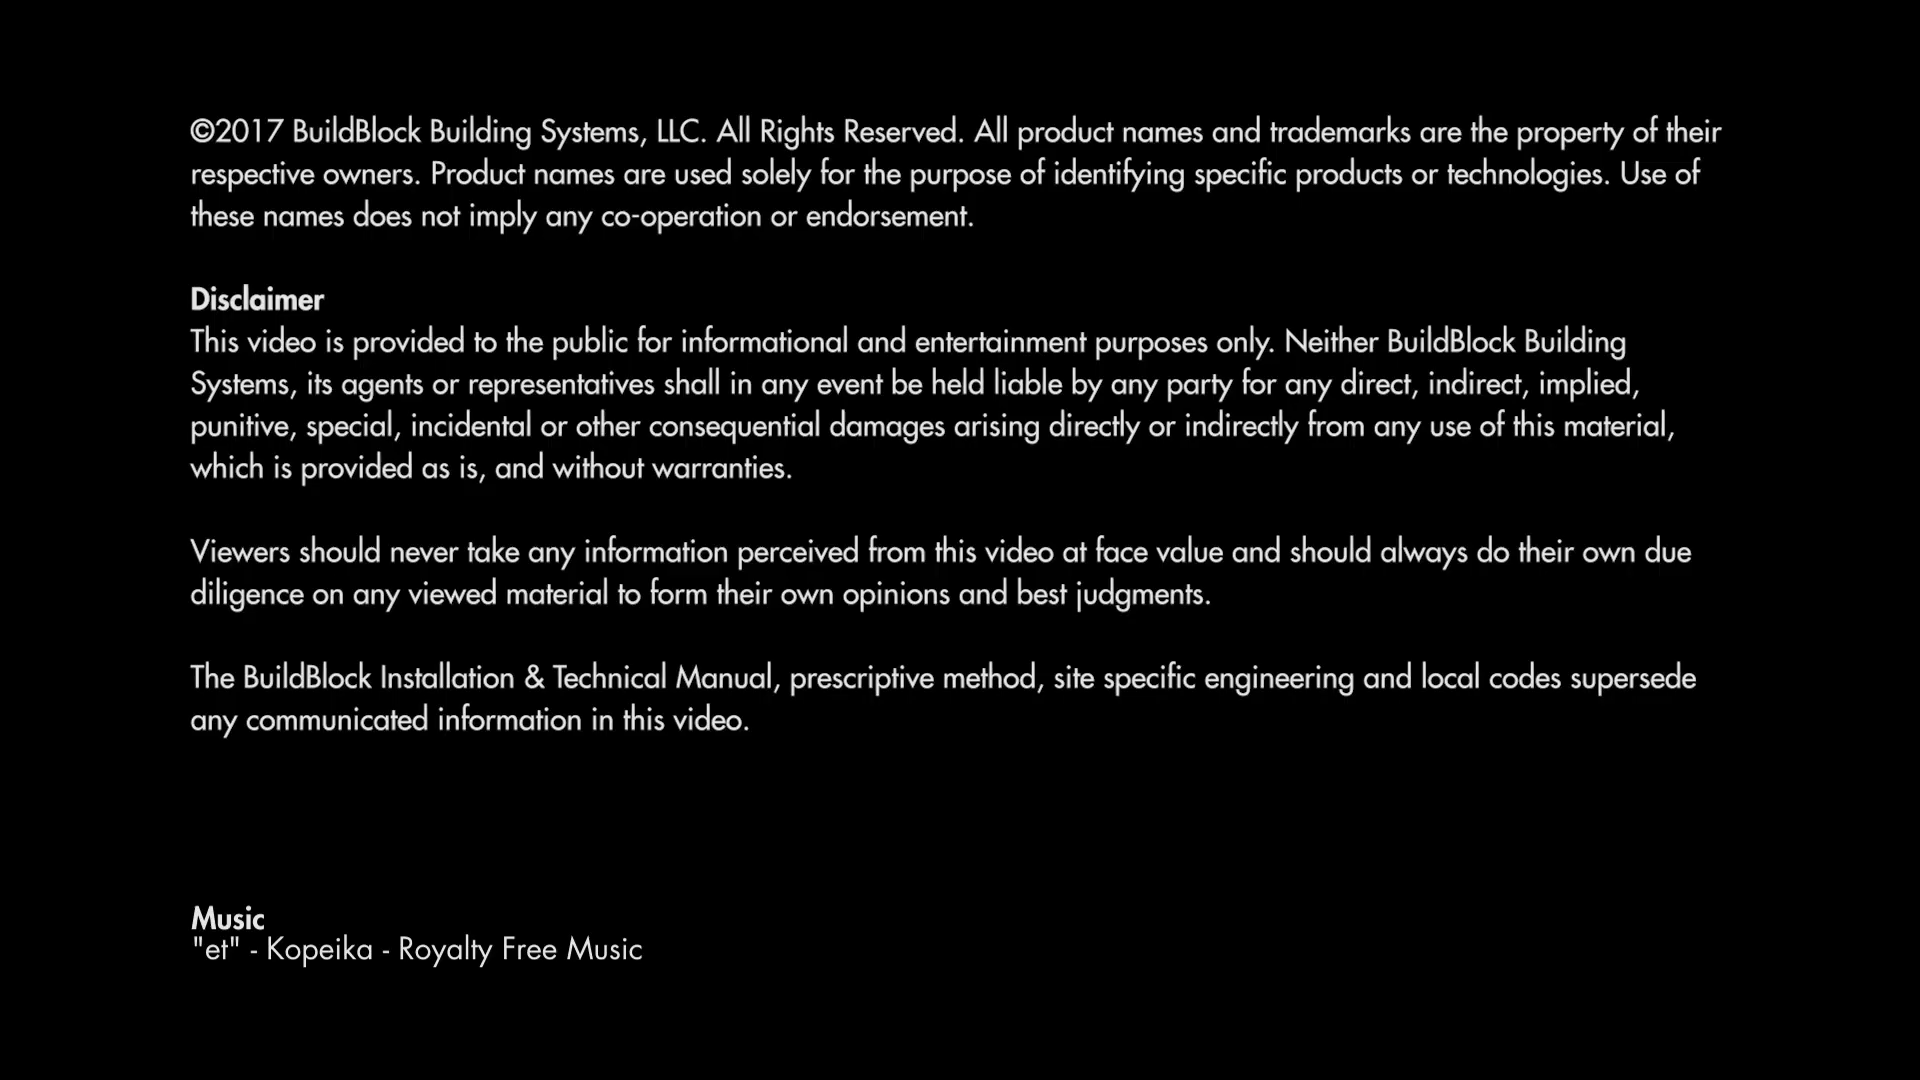 ©2017 BuildBlock Building Systems, LLC. All Rights Reserved. All product names and trademarks are the property of their
respective owners. Product names are used solely for the purpose of identifying specific products or technologies. Use of
these names does not imply any co-operation or endorsement.
Disclaimer
This video is provided to the public for informational and entertainment purposes only. Neither BuildBlock Building
Systems, its agents or representatives shall in any event be held liable by any party for any direct, indirect, implied,
punitive, special, incidental or other consequential damages arising directly or indirectly from any use of this material,
which is provided as is, and without warranties.
Viewers should never take any information perceived from this video at face value and should always do their own due
diligence on any viewed material to form their own opinions and best judgments.
The BuildBlock Installation & Technical Manual, prescriptive method, site specific engineering and local codes supersede
any communicated information in this video.
Music
"et" - Kopeika - Royalty Free Music